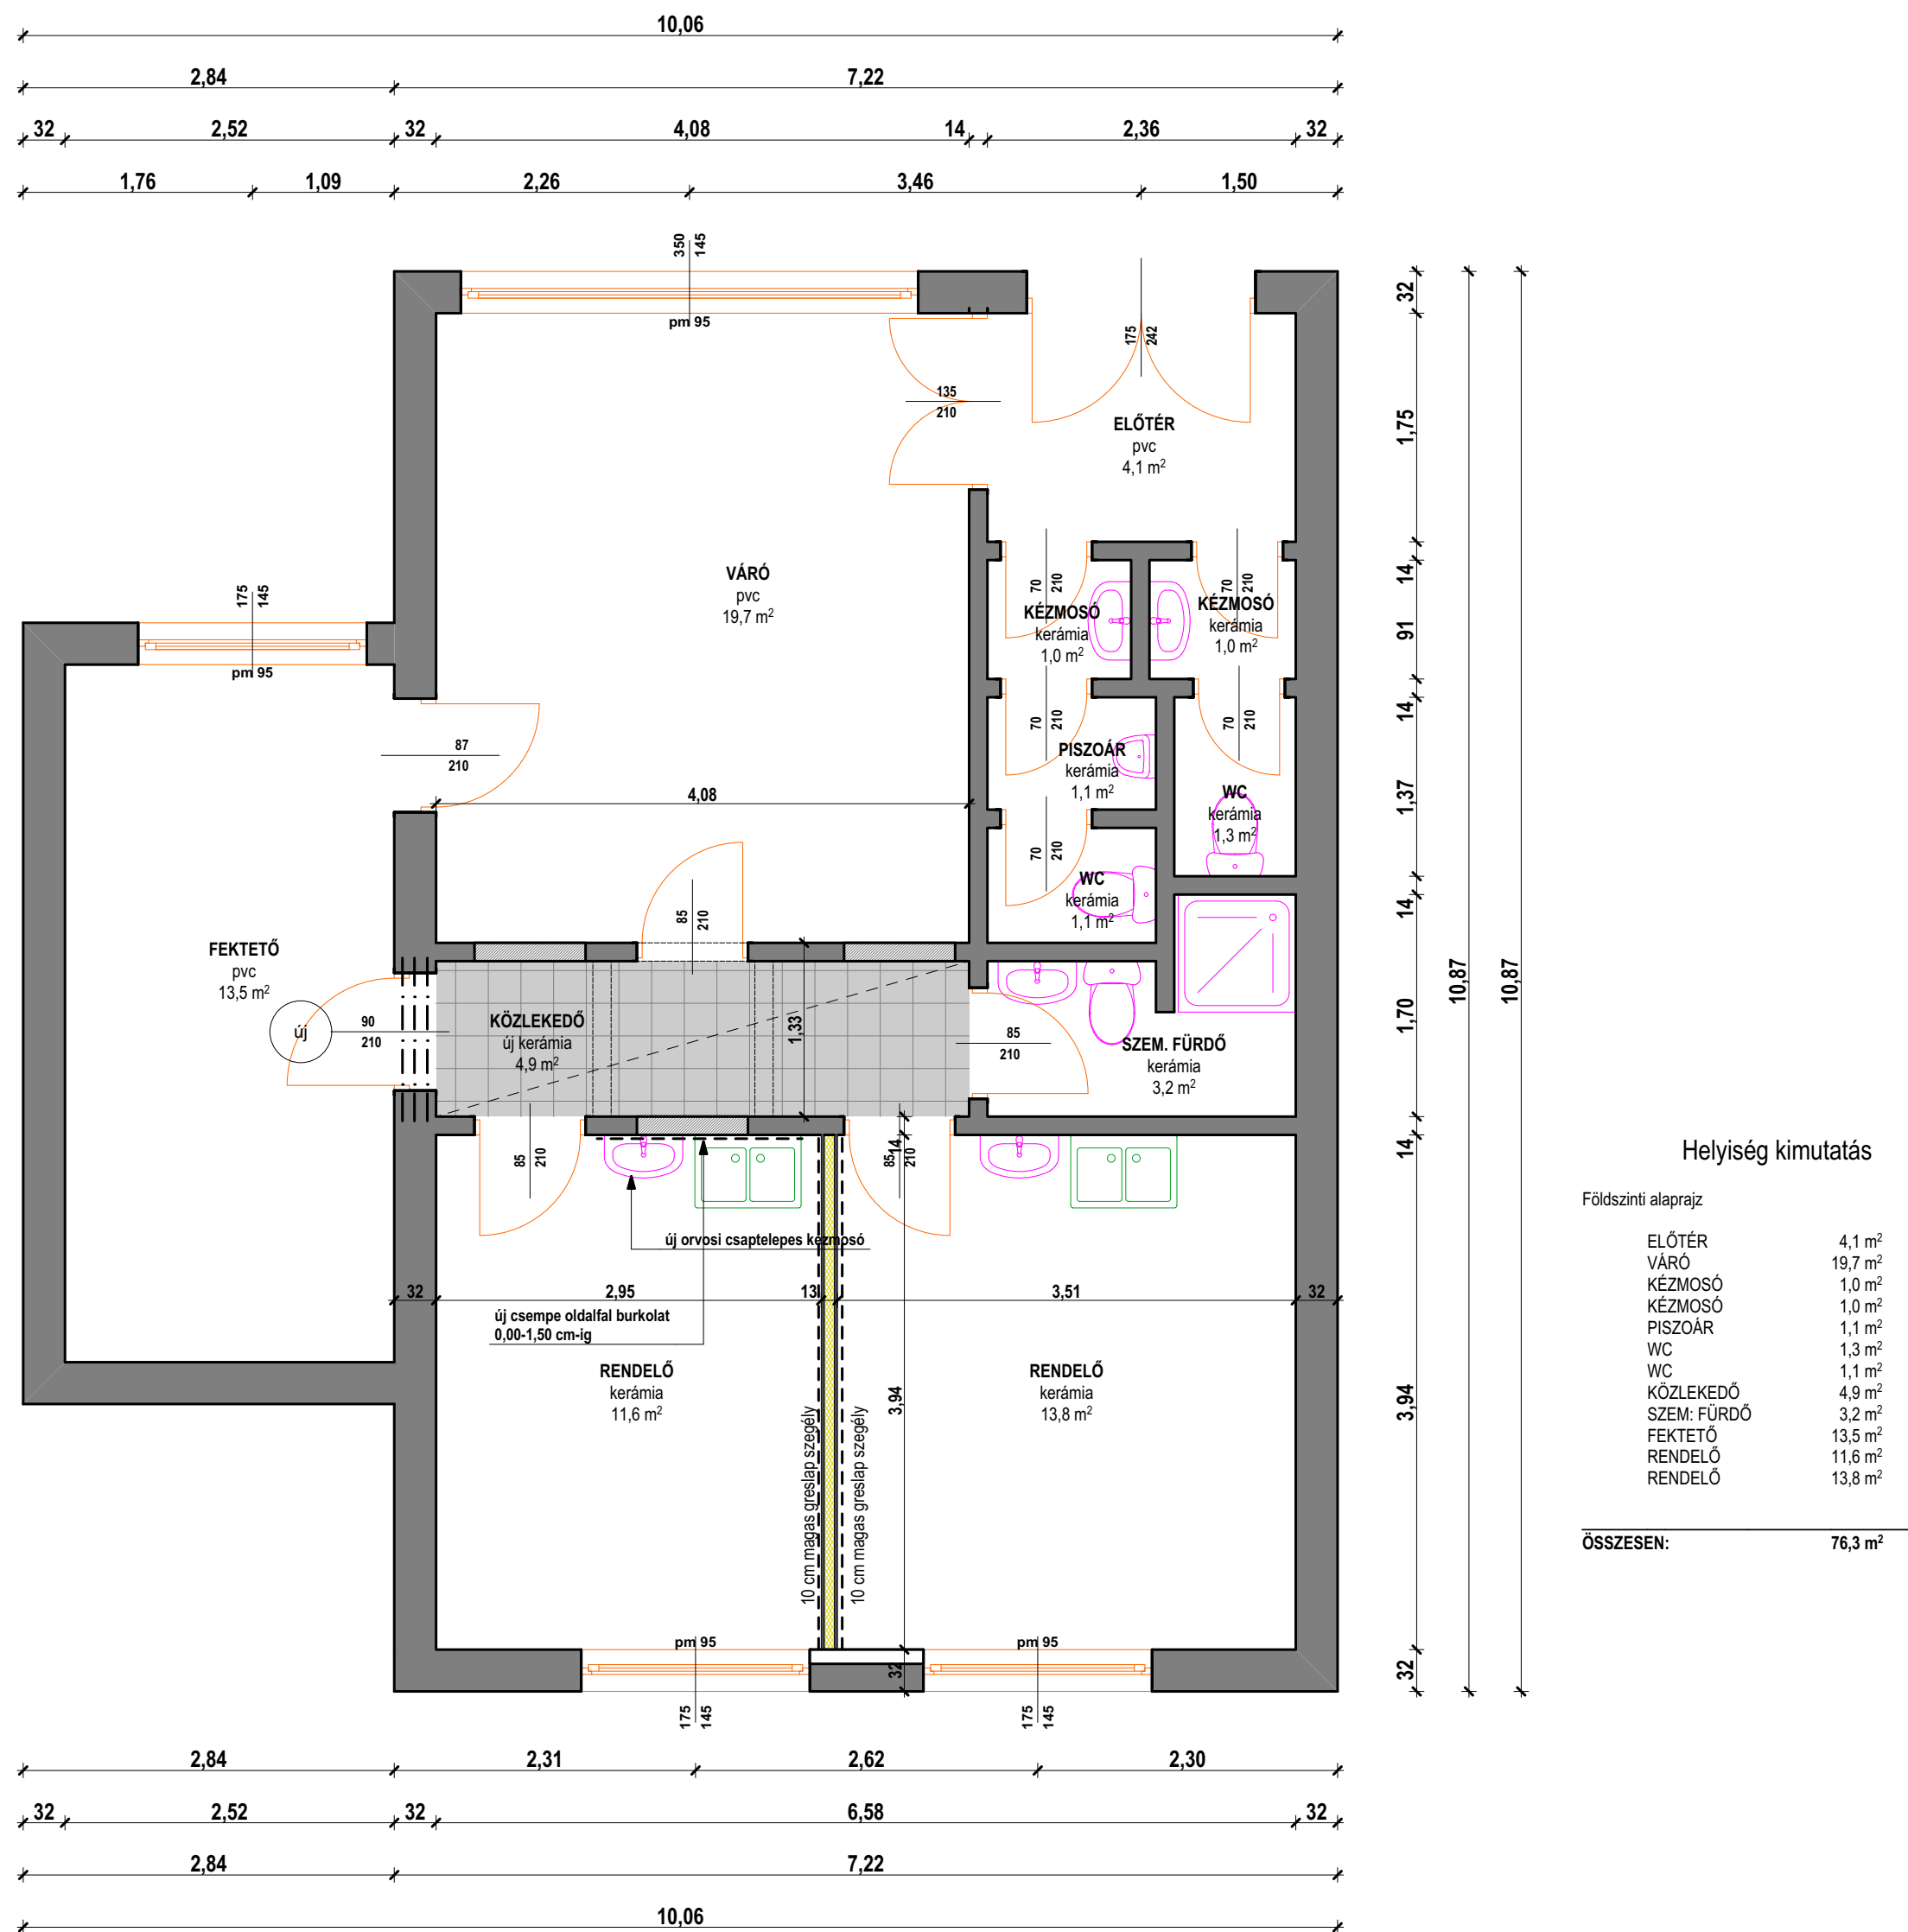 10,06
2,84 7,22
32 2,52 32 4,08 14 2,36 32
1,76 1,09 2,26 3,46 1,50
350 145
pm 95
175 242
32
135
210
ELŐTÉR
pvc
4,1 m²
1,75
VÁRÓ
pvc
19,7 m²
175 145
pm 95
70 210
70 210
KÉZMOSÓ
kerámia
1,0 m²
KÉZMOSÓ
kerámia
1,0 m²
14
91
14
70 210
70 210
87
210
PISZOÁR
kerámia
1,1 m²
WC
kerámia
1,3 m²
1,37
4,08
70 210
WC
kerámia
1,1 m²
14
85 210
FEKTETŐ
pvc
13,5 m²
új
90
210
KÖZLEKEDŐ
új kerámia
4,9 m²
1,33
85
210
SZEM. FÜRDŐ
kerámia
3,2 m²
1,70
10,87
10,87
14
85 210
85 210
14
új orvosi csaptelepes kézmosó
32 2,95 13 3,51 32
új csempe oldalfal burkolat
0,00-1,50 cm-ig
RENDELŐ
kerámia
11,6 m²
RENDELŐ
kerámia
13,8 m²
10 cm magas greslap szegély
10 cm magas greslap szegély
3,94
3,94
pm 95
pm 95
32
32
175 145
175 145
2,84 2,31 2,62 2,30
32 2,52 32 6,58 32
2,84 7,22
10,06
Helyiség kimutatás
Földszinti alaprajz
ELŐTÉR 4,1 m²
VÁRÓ 19,7 m²
KÉZMOSÓ 1,0 m²
KÉZMOSÓ 1,0 m²
PISZOÁR 1,1 m²
WC 1,3 m²
WC 1,1 m²
KÖZLEKEDŐ 4,9 m²
SZEM: FÜRDŐ 3,2 m²
FEKTETŐ 13,5 m²
RENDELŐ 11,6 m²
RENDELŐ 13,8 m²
ÖSSZESEN: 76,3 m²